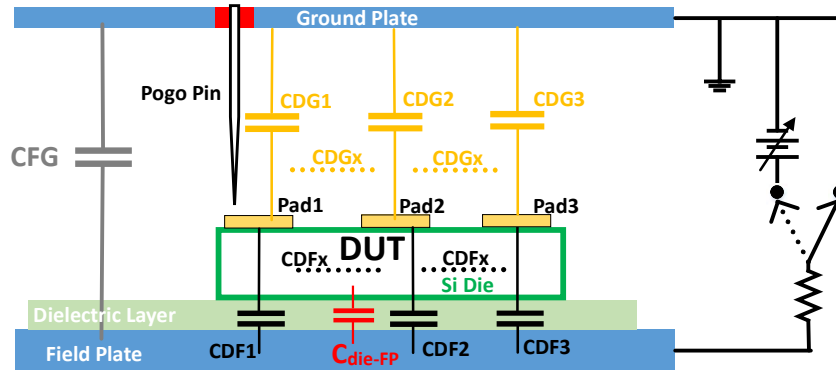 Ground Plate
Pogo Pin
CDG1
CDG2
CDG3
CFG
CDGx
CDGx
Pad1
Pad2
Pad3
DUT
CDFx
CDFx
Si Die
Dielectric Layer
Field Plate
CDF1
Cdie-FP
CDF2
CDF3